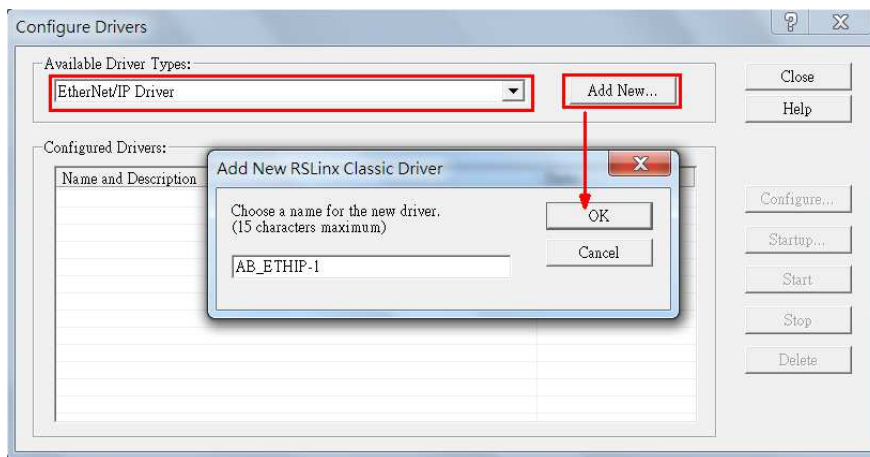 Configure Drivers
Available Driver Types:
EtherNet/IP Driver
Add New...
Close
Help
Configured Drivers:
Name and Description
Add New RSLinx Classic Driver
Choose a name for the new driver.
(15 characters maximum)
AB_ETHIP-1
OK
Cancel
Configure...
Startup...
Start
Stop
Delete